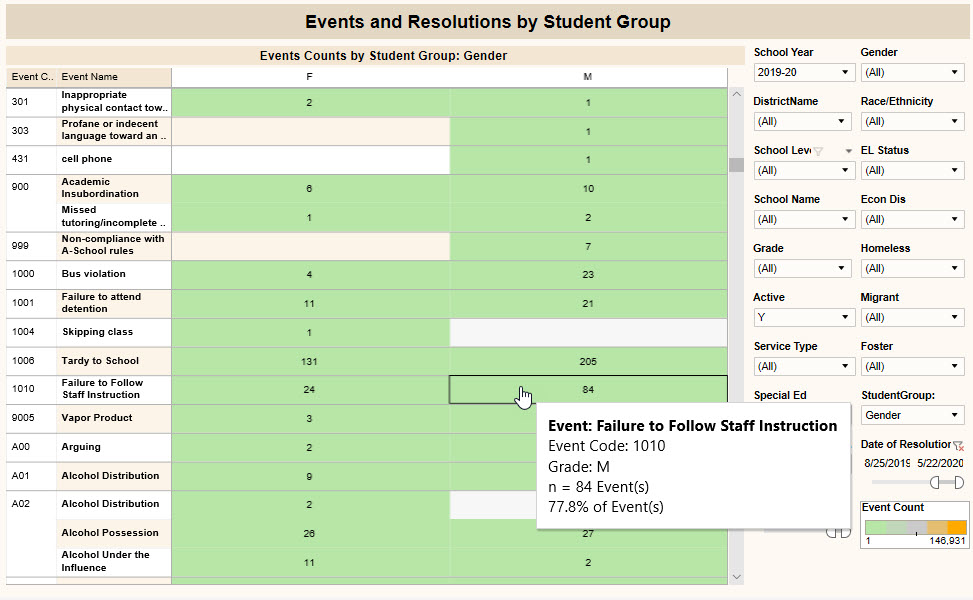 Events and Resolutions by Student Group
Events Counts by Student Group: Gender
Event C.. Event Name F M
301 Inappropriate physical contact tow.. 2 1
303 Profane or indecent language toward an .. 1
431 cell phone 1
900 Academic Insubordination 6 10
Missed tutoring/incomplete .. 1 2
999 Non-compliance with A-School rules 7
1000 Bus violation 4 23
1001 Failure to attend detention 11 21
1004 Skipping class 1
1006 Tardy to School 131 205
1010 Failure to Follow Staff Instruction 24 84
9005 Vapor Product 3
A00 Arguing 2
A01 Alcohol Distribution 9
A02 Alcohol Distribution 2
Alcohol Possession 26 27
Alcohol Under the Influence 11 2
Event: Failure to Follow Staff Instruction
Event Code: 1010
Grade: M
n = 84 Event(s)
77.8% of Event(s)
School Year Gender
2019-20 (All)
DistrictName Race/Ethnicity
(All) (All)
School Leve EL Status
(All) (All)
School Name Econ Dis
(All) (All)
Grade Homeless
(All) (All)
Active Migrant
Y (All)
Service Type Foster
(All) (All)
Special Ed StudentGroup:
Gender
Date of Resolution
8/25/2019 5/22/2020
Event Count
1 146,931